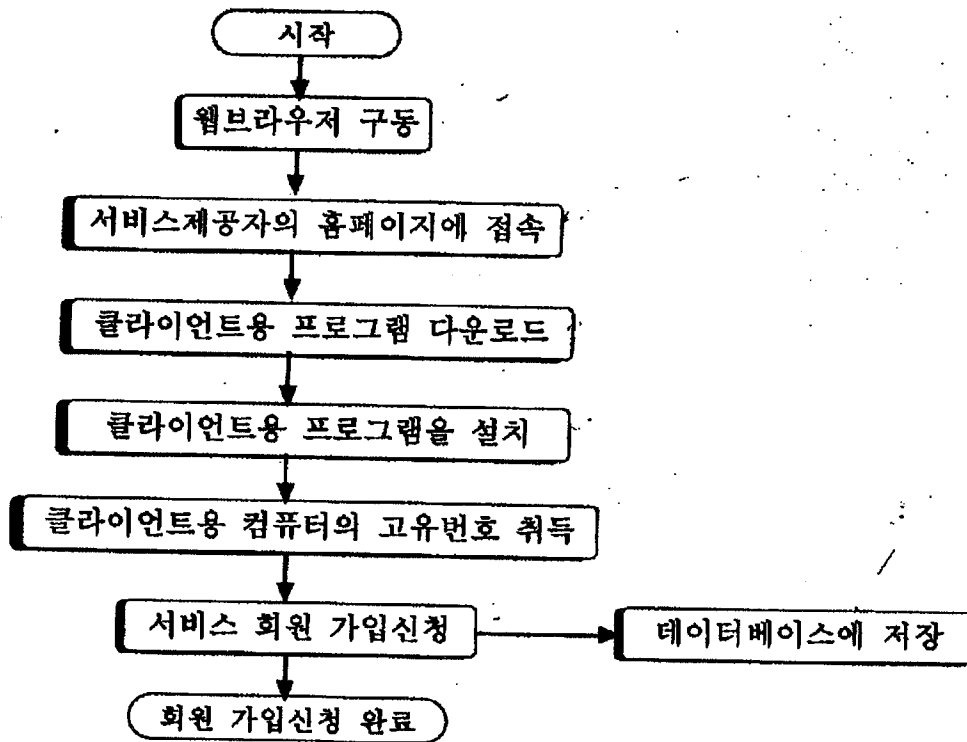 시작
웹브라우저 구동
서비스제공자의 홈페이지에 접속
클라이언트용 프로그램 다운로드
클라이언트용 프로그램을 설치
클라이언트용 컴퓨터의 고유번호 취득
서비스 회원 가입신청
데이터베이스에 저장
회원 가입신청 완료